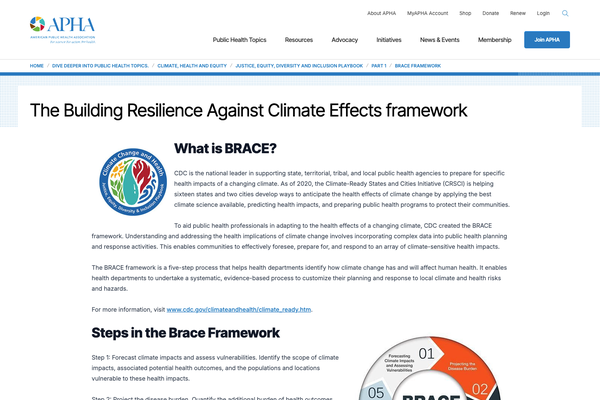 About APHA MyAPHA Account Shop Donate Renew Login
APHA
AMERICAN PUBLIC HEALTH ASSOCIATION
For science. For action. For health.
Public Health Topics Resources Advocacy Initiatives News & Events Membership Join APHA
HOME / DIVE DEEPER INTO PUBLIC HEALTH TOPICS. / CLIMATE, HEALTH AND EQUITY / JUSTICE, EQUITY, DIVERSITY AND INCLUSION PLAYBOOK / PART 1 / BRACE FRAMEWORK
The Building Resilience Against Climate Effects framework
Climate Change and Health
Justice, Equity, Diversity & Inclusion Playbook
What is BRACE?
CDC is the national leader in supporting state, territorial, tribal, and local public health agencies to prepare for specific
health impacts of a changing climate. As of 2020, the Climate-Ready States and Cities Initiative (CRSCI) is helping
sixteen states and two cities develop ways to anticipate the health effects of climate change by applying the best
climate science available, predicting health impacts, and preparing public health programs to protect their communities.
To aid public health professionals in adapting to the health effects of a changing climate, CDC created the BRACE
framework. Understanding and addressing the health implications of climate change involves incorporating complex data into public health planning
and response activities. This enables communities to effectively foresee, prepare for, and respond to an array of climate-sensitive health impacts.
The BRACE framework is a five-step process that helps health departments identify how climate change has and will affect human health. It enables
health departments to undertake a systematic, evidence-based process to customize their planning and response to local climate and health risks
and hazards.
For more information, visit www.cdc.gov/climateandhealth/climate_ready.htm.
Steps in the Brace Framework
Step 1: Forecast climate impacts and assess vulnerabilities. Identify the scope of climate
impacts, associated potential health outcomes, and the populations and locations
vulnerable to these health impacts.
Step 2: Project the disease burden. Quantify the additional burden of health outcomes
Forecasting
Climate Impacts
and Assessing
Vulnerabilities
01
Projecting the
Disease Burden
05
02
BRACE